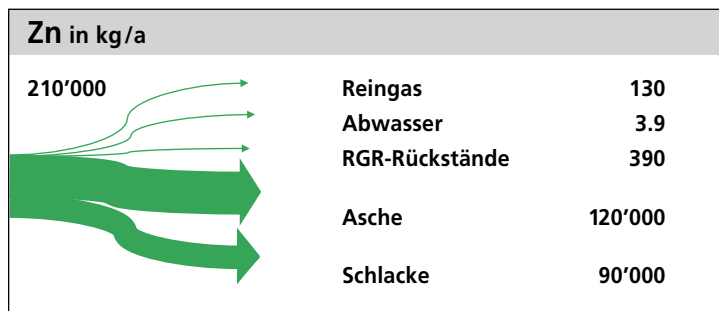 Zn in kg/a
210'000
Reingas 130
Abwasser 3.9
RGR-Rückstände 390
Asche 120'000
Schlacke 90'000